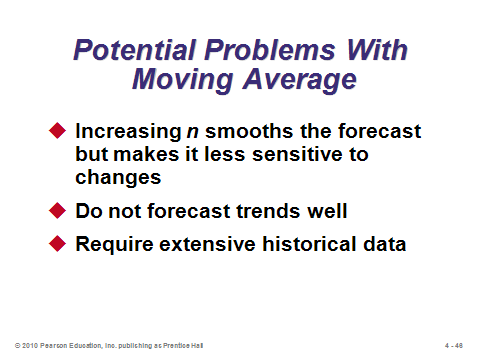 Potential Problems With
Moving Average
Increasing n smooths the forecast
but makes it less sensitive to
changes
Do not forecast trends well
Require extensive historical data
© 2010 Pearson Education, Inc. publishing as Prentice Hall
4 - 46